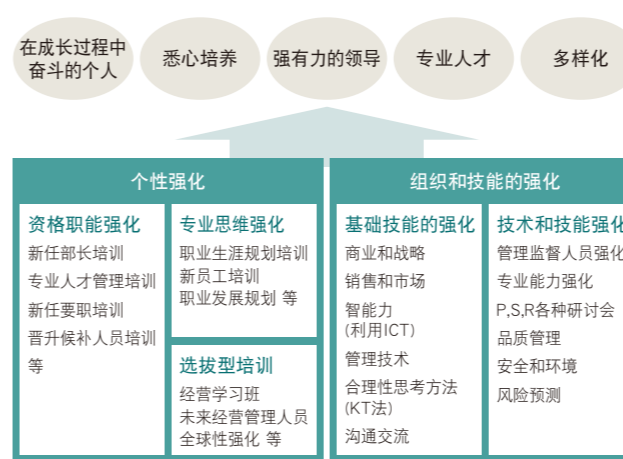 在成长过程中
奋斗的个人
悉心培养
强有力的领导
专业人才
多样化
个性强化
资格职能强化
新任部长培训
专业人才管理培训
新任要职培训
晋升候补人员培训
等
专业思维强化
职业生涯规划培训
新员工培训
职业发展规划 等
选拔型培训
经营学习班
未来经营管理人员
全球性强化 等
组织和技能的强化
基础技能的强化
商业和战略
销售和市场
智能力
(利用ICT)
管理技术
合理性思考方法
(KT法)
沟通交流
技术和技能强化
管理监督人员强化
专业能力强化
P,S,R各种研讨会
品质管理
安全和环境
风险预测